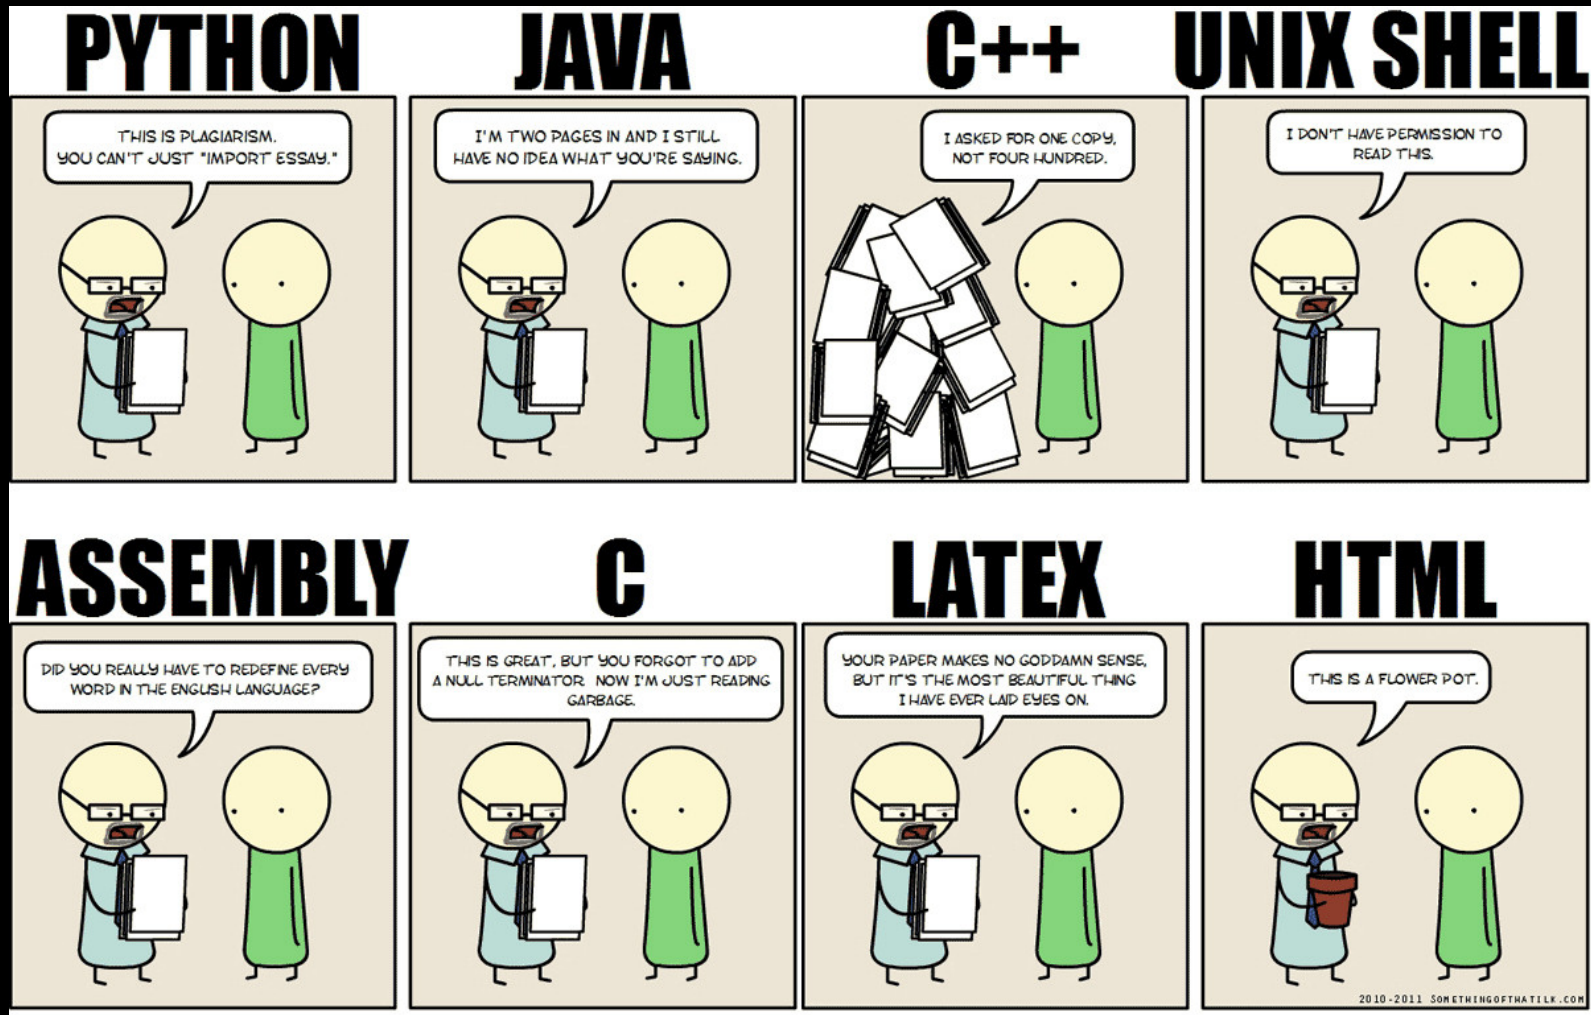 PYTHON
JAVA
C++
UNIX SHELL
THIS IS PLAGIARISM.
YOU CAN'T JUST "IMPORT ESSAY."
I'M TWO PAGES IN AND I STILL
HAVE NO IDEA WHAT YOU'RE SAYING.
I ASKED FOR ONE COPY,
NOT FOUR HUNDRED.
I DON'T HAVE PERMISSION TO
READ THIS.
ASSEMBLY
C
LATEX
HTML
DID YOU REALLY HAVE TO REDEFINE EVERY
WORD IN THE ENGLISH LANGUAGE?
THIS IS GREAT, BUT YOU FORGOT TO ADD
A NULL TERMINATOR. NOW I'M JUST READING
GARBAGE.
YOUR PAPER MAKES NO GODDAMN SENSE,
BUT IT'S THE MOST BEAUTIFUL THING
I HAVE EVER LAID EYES ON.
THIS IS A FLOWER POT.
2010-2011 SOMETHINGOFTHATILK.COM